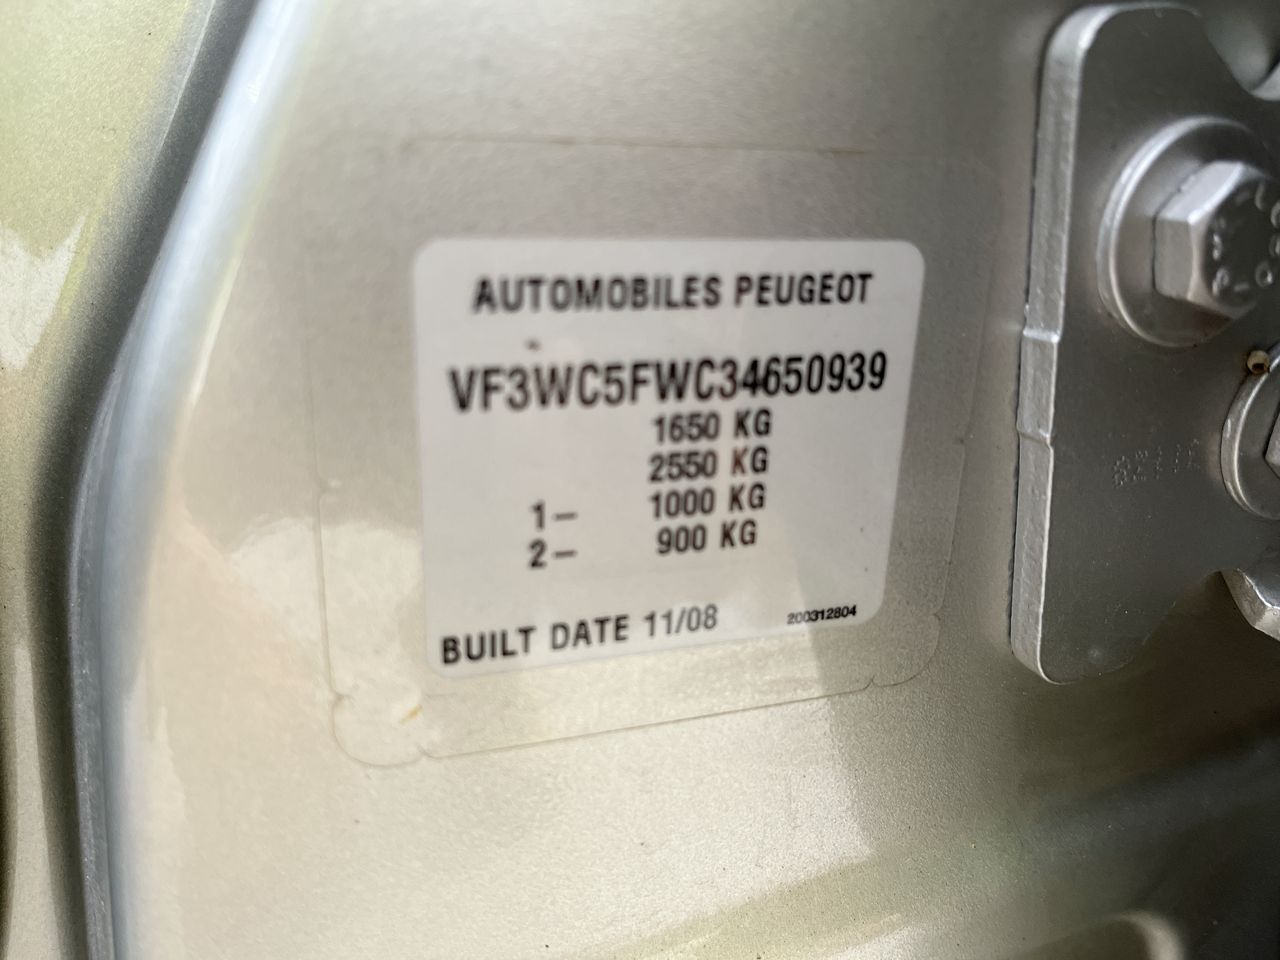 AUTOMOBILES PEUGEOT
VF3WC5FWC34650939
1650 KG
2550 KG
1- 1000 KG
2- 900 KG
BUILT DATE 11/08 200312804